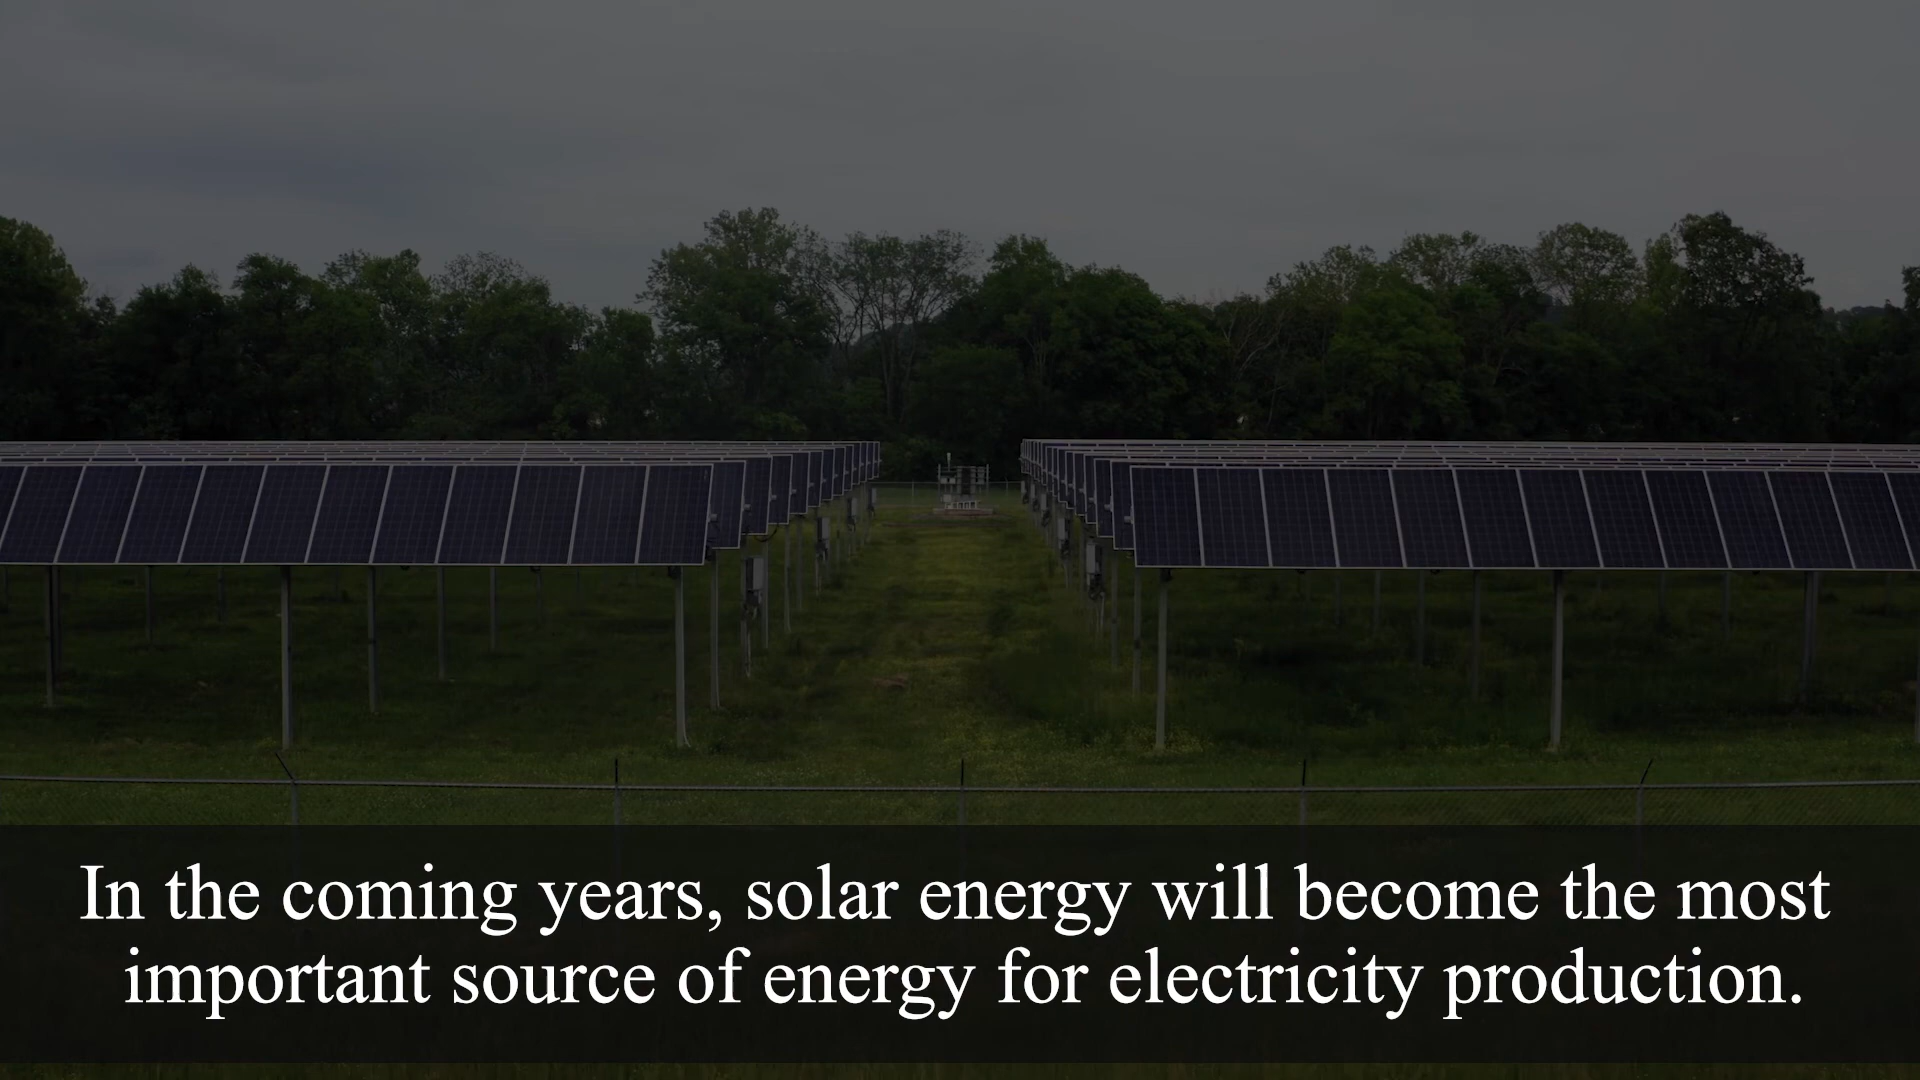 In the coming years, solar energy will become the most
important source of energy for electricity production.